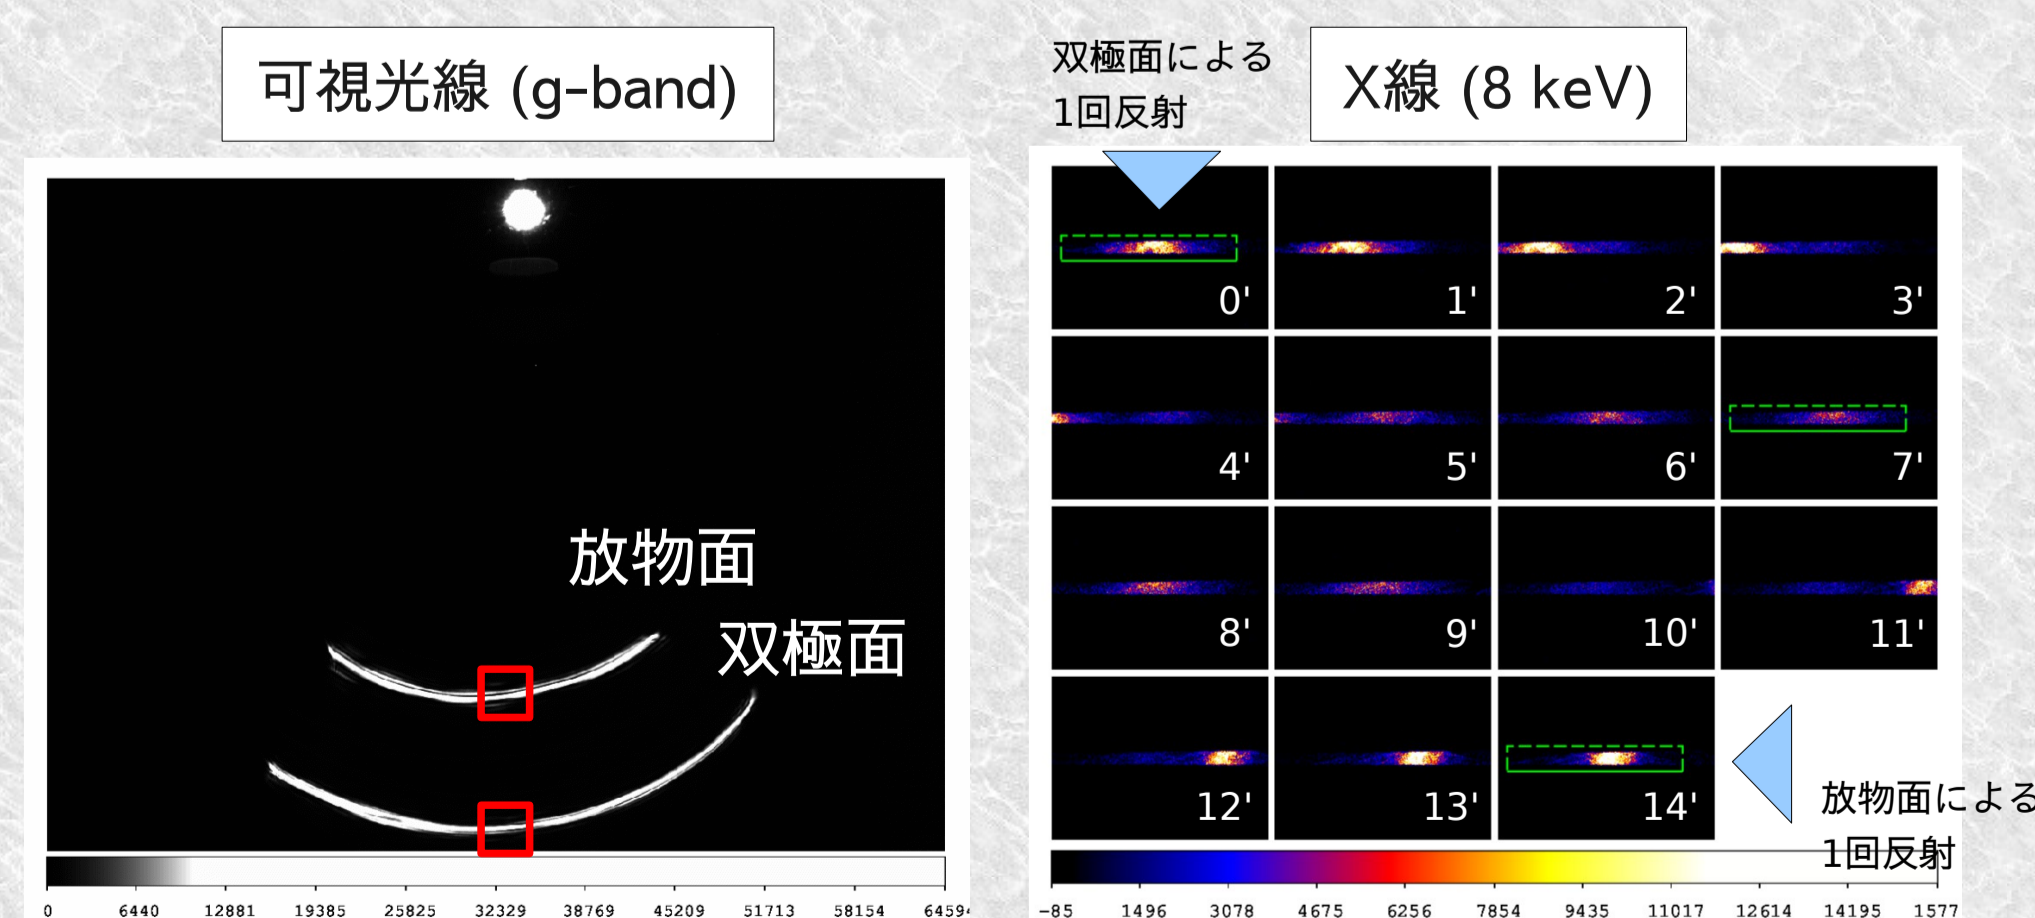 可視光線 (g-band)
双極面による
1回反射
X線 (8 keV)
放物面
双極面
0 6440 12881 19385 25825 32329 38769 45209 51713 58154 6459
0' 1' 2' 3'
4' 5' 6' 7'
8' 9' 10' 11'
12' 13' 14'
放物面による
1回反射
-85 1496 3078 4675 6256 7854 9435 11017 12614 14195 1577